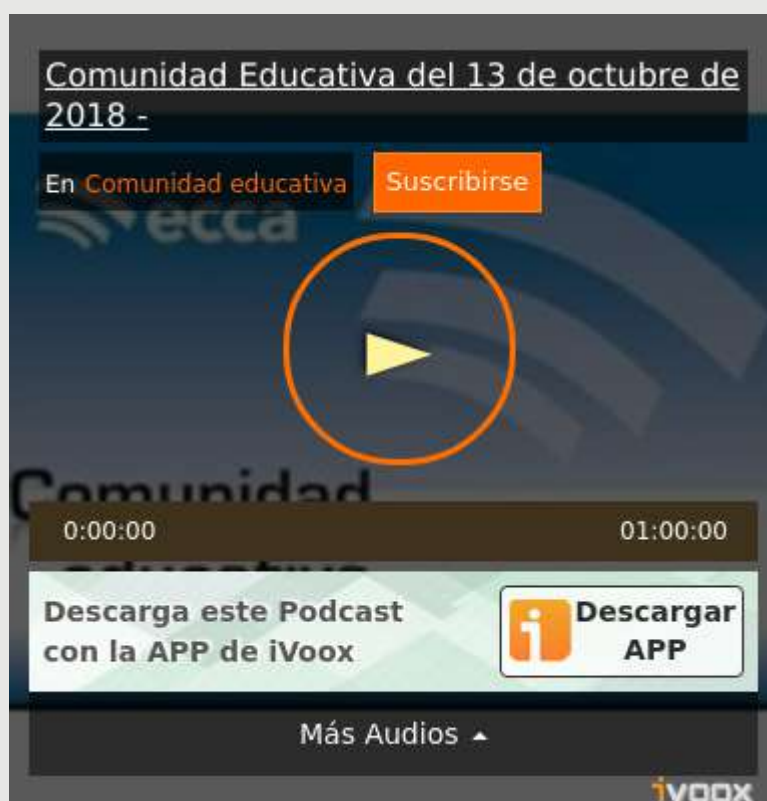 Comunidad Educativa del 13 de octubre de
2018 -
En Comunidad educativa
Suscribirse
ecca
Comunidad
educativa
0:00:00
01:00:00
Descarga este Podcast
con la APP de iVoox
Descargar
APP
Más Audios
ivoox